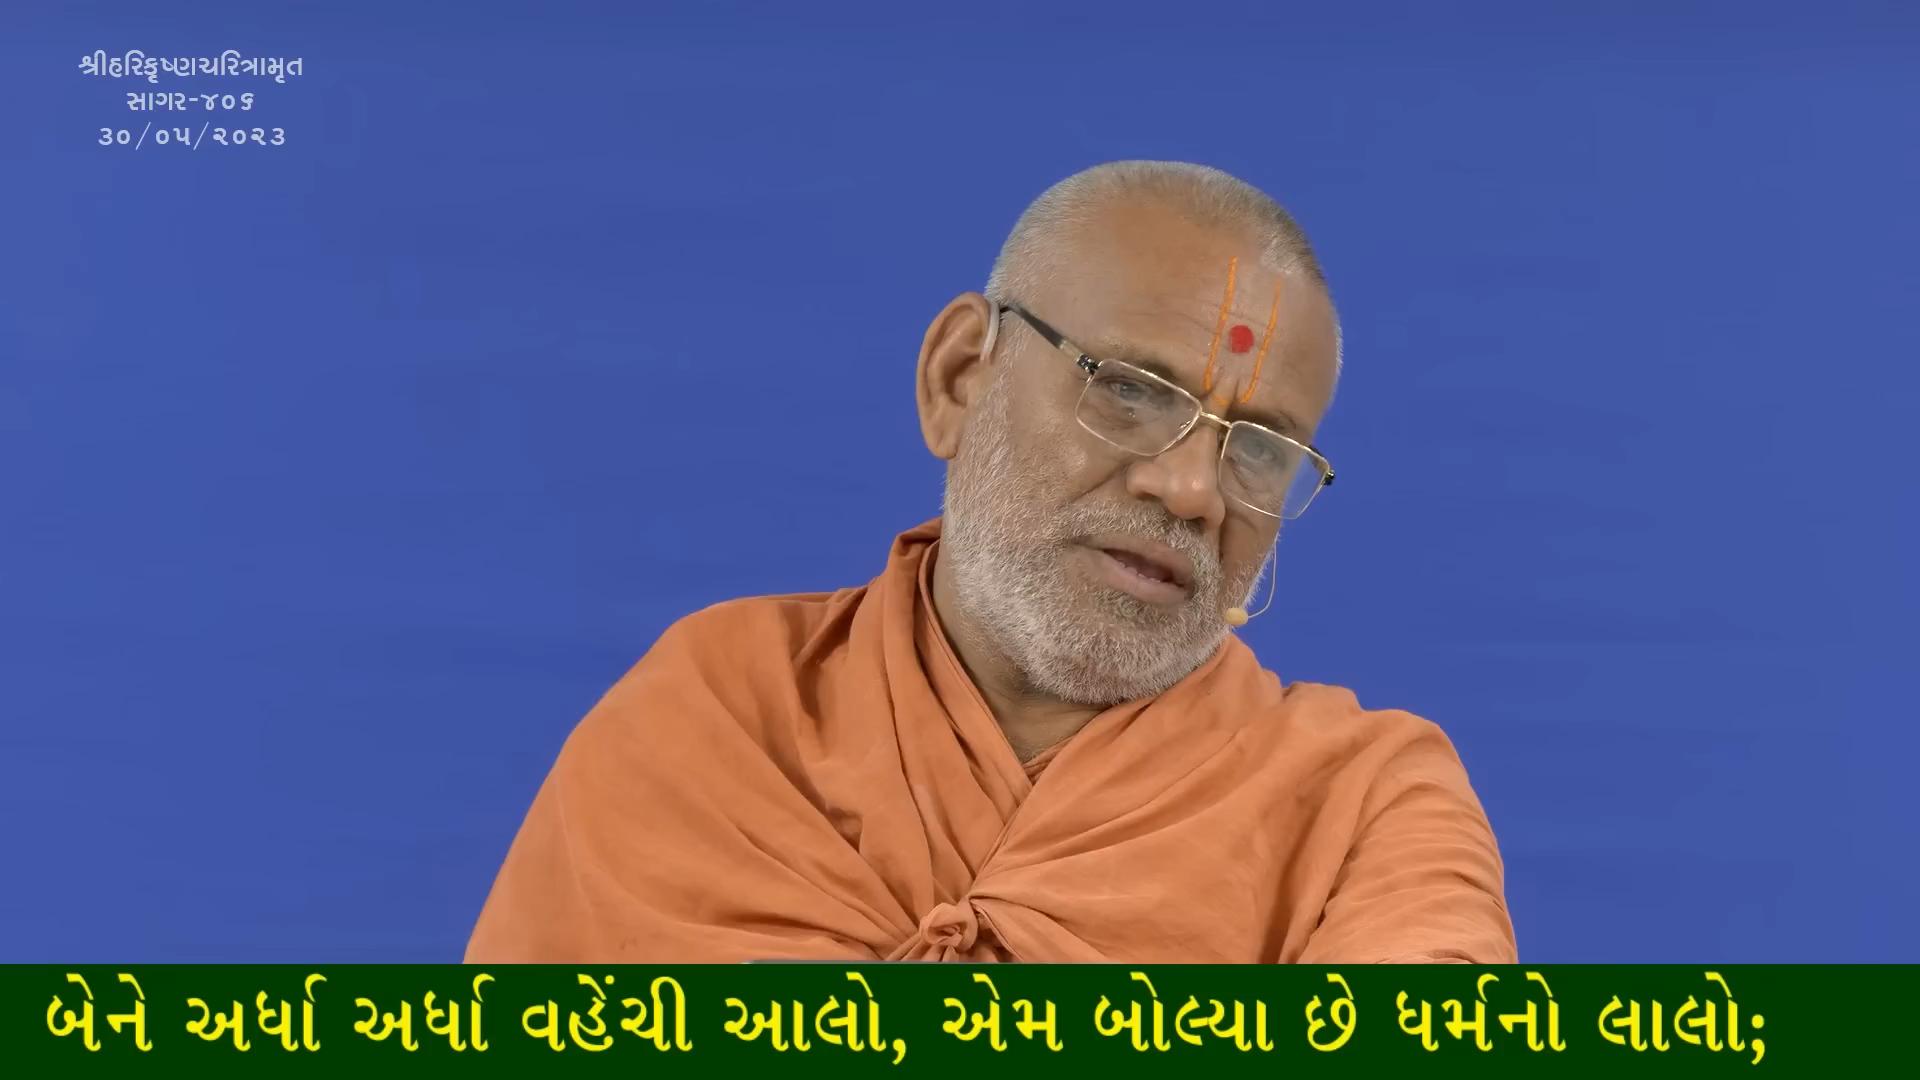 શ્રીહરિકૃષ્ણચરિત્રામૃત
સાગર-૪૦૬
૩૦/૦૫/૨૦૨૩
બેને અર્ધા અર્ધા વહેંચી આલો, એમ બોલ્યા છે ધર્મનો લાલો;